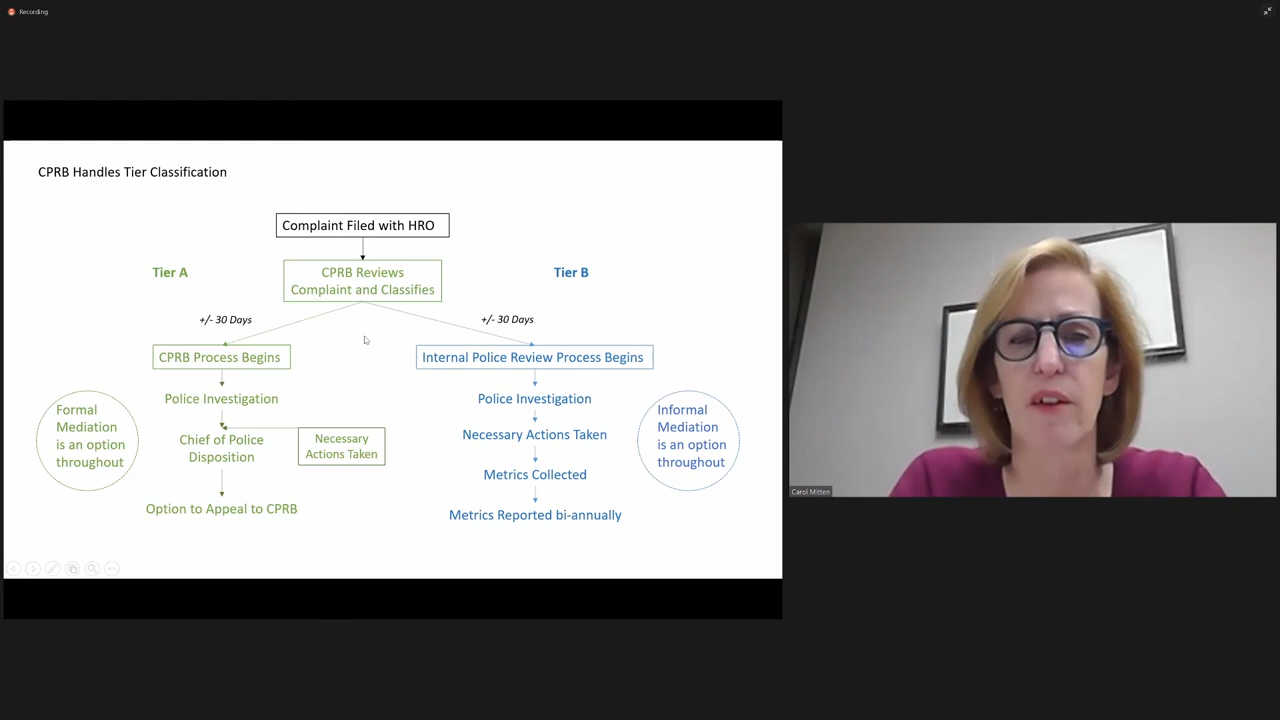 Recording
CPRB Handles Tier Classification
Complaint Filed with HRO
Tier A
CPRB Reviews
Complaint and Classifies
Tier B
+/- 30 Days
+/- 30 Days
CPRB Process Begins
Internal Police Review Process Begins
Police Investigation
Police Investigation
Formal
Mediation
is an option
throughout
Chief of Police
Disposition
Necessary
Actions Taken
Necessary Actions Taken
Informal
Mediation
is an option
throughout
Metrics Collected
Option to Appeal to CPRB
Metrics Reported bi-annually
Carol Mitten